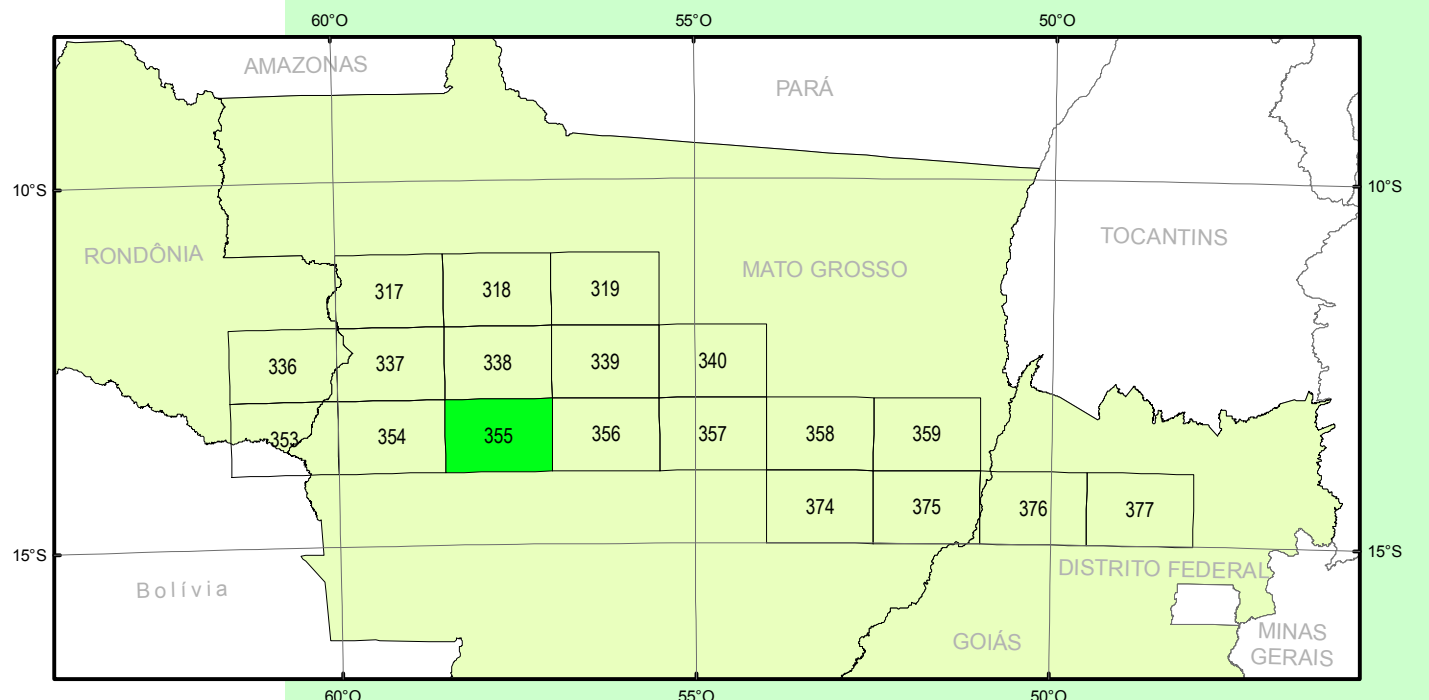 60°O 55°O 50°O
AMAZONAS
PARÁ
10°S 10°S
TOCANTINS
RONDÔNIA
MATO GROSSO
317 318 319
336 337 338 339 340
353 354 355 356 357 358 359
374 375 376 377
15°S 15°S
DISTRITO FEDERAL
Bolívia
GOIÁS
MINAS
GERAIS
60°O 55°O 50°O